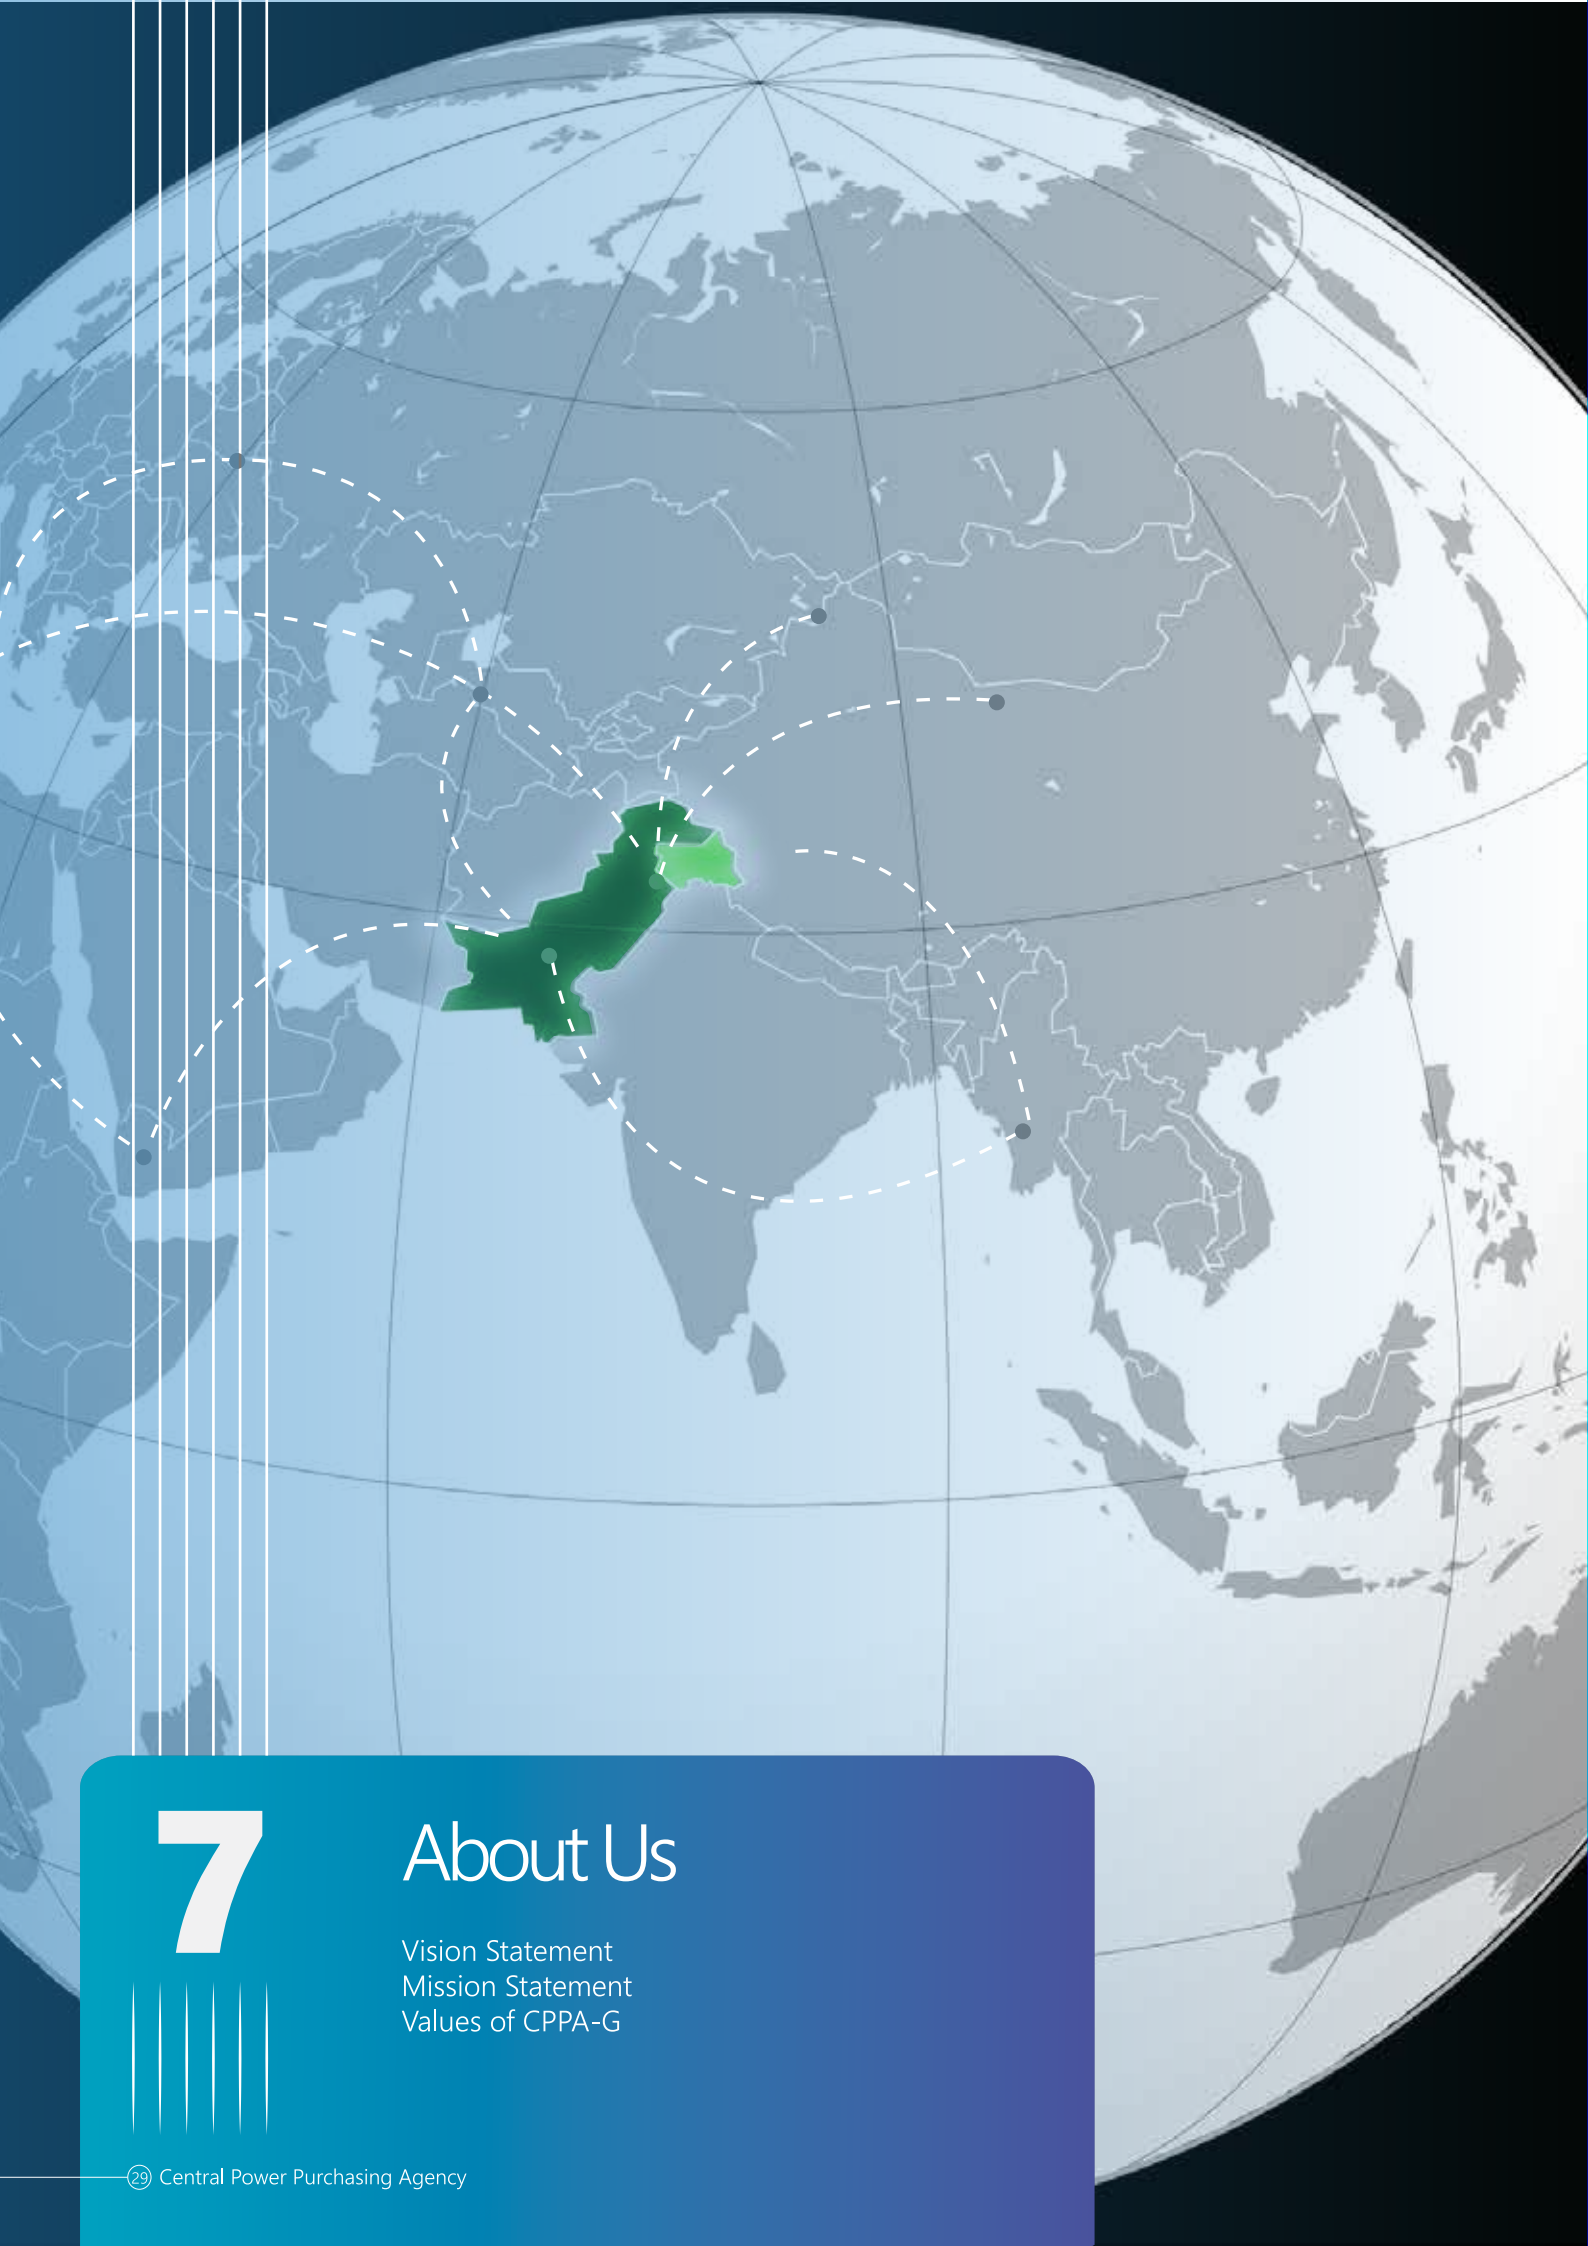 7
About Us
Vision Statement
Mission Statement
Values of CPPA-G
29 Central Power Purchasing Agency